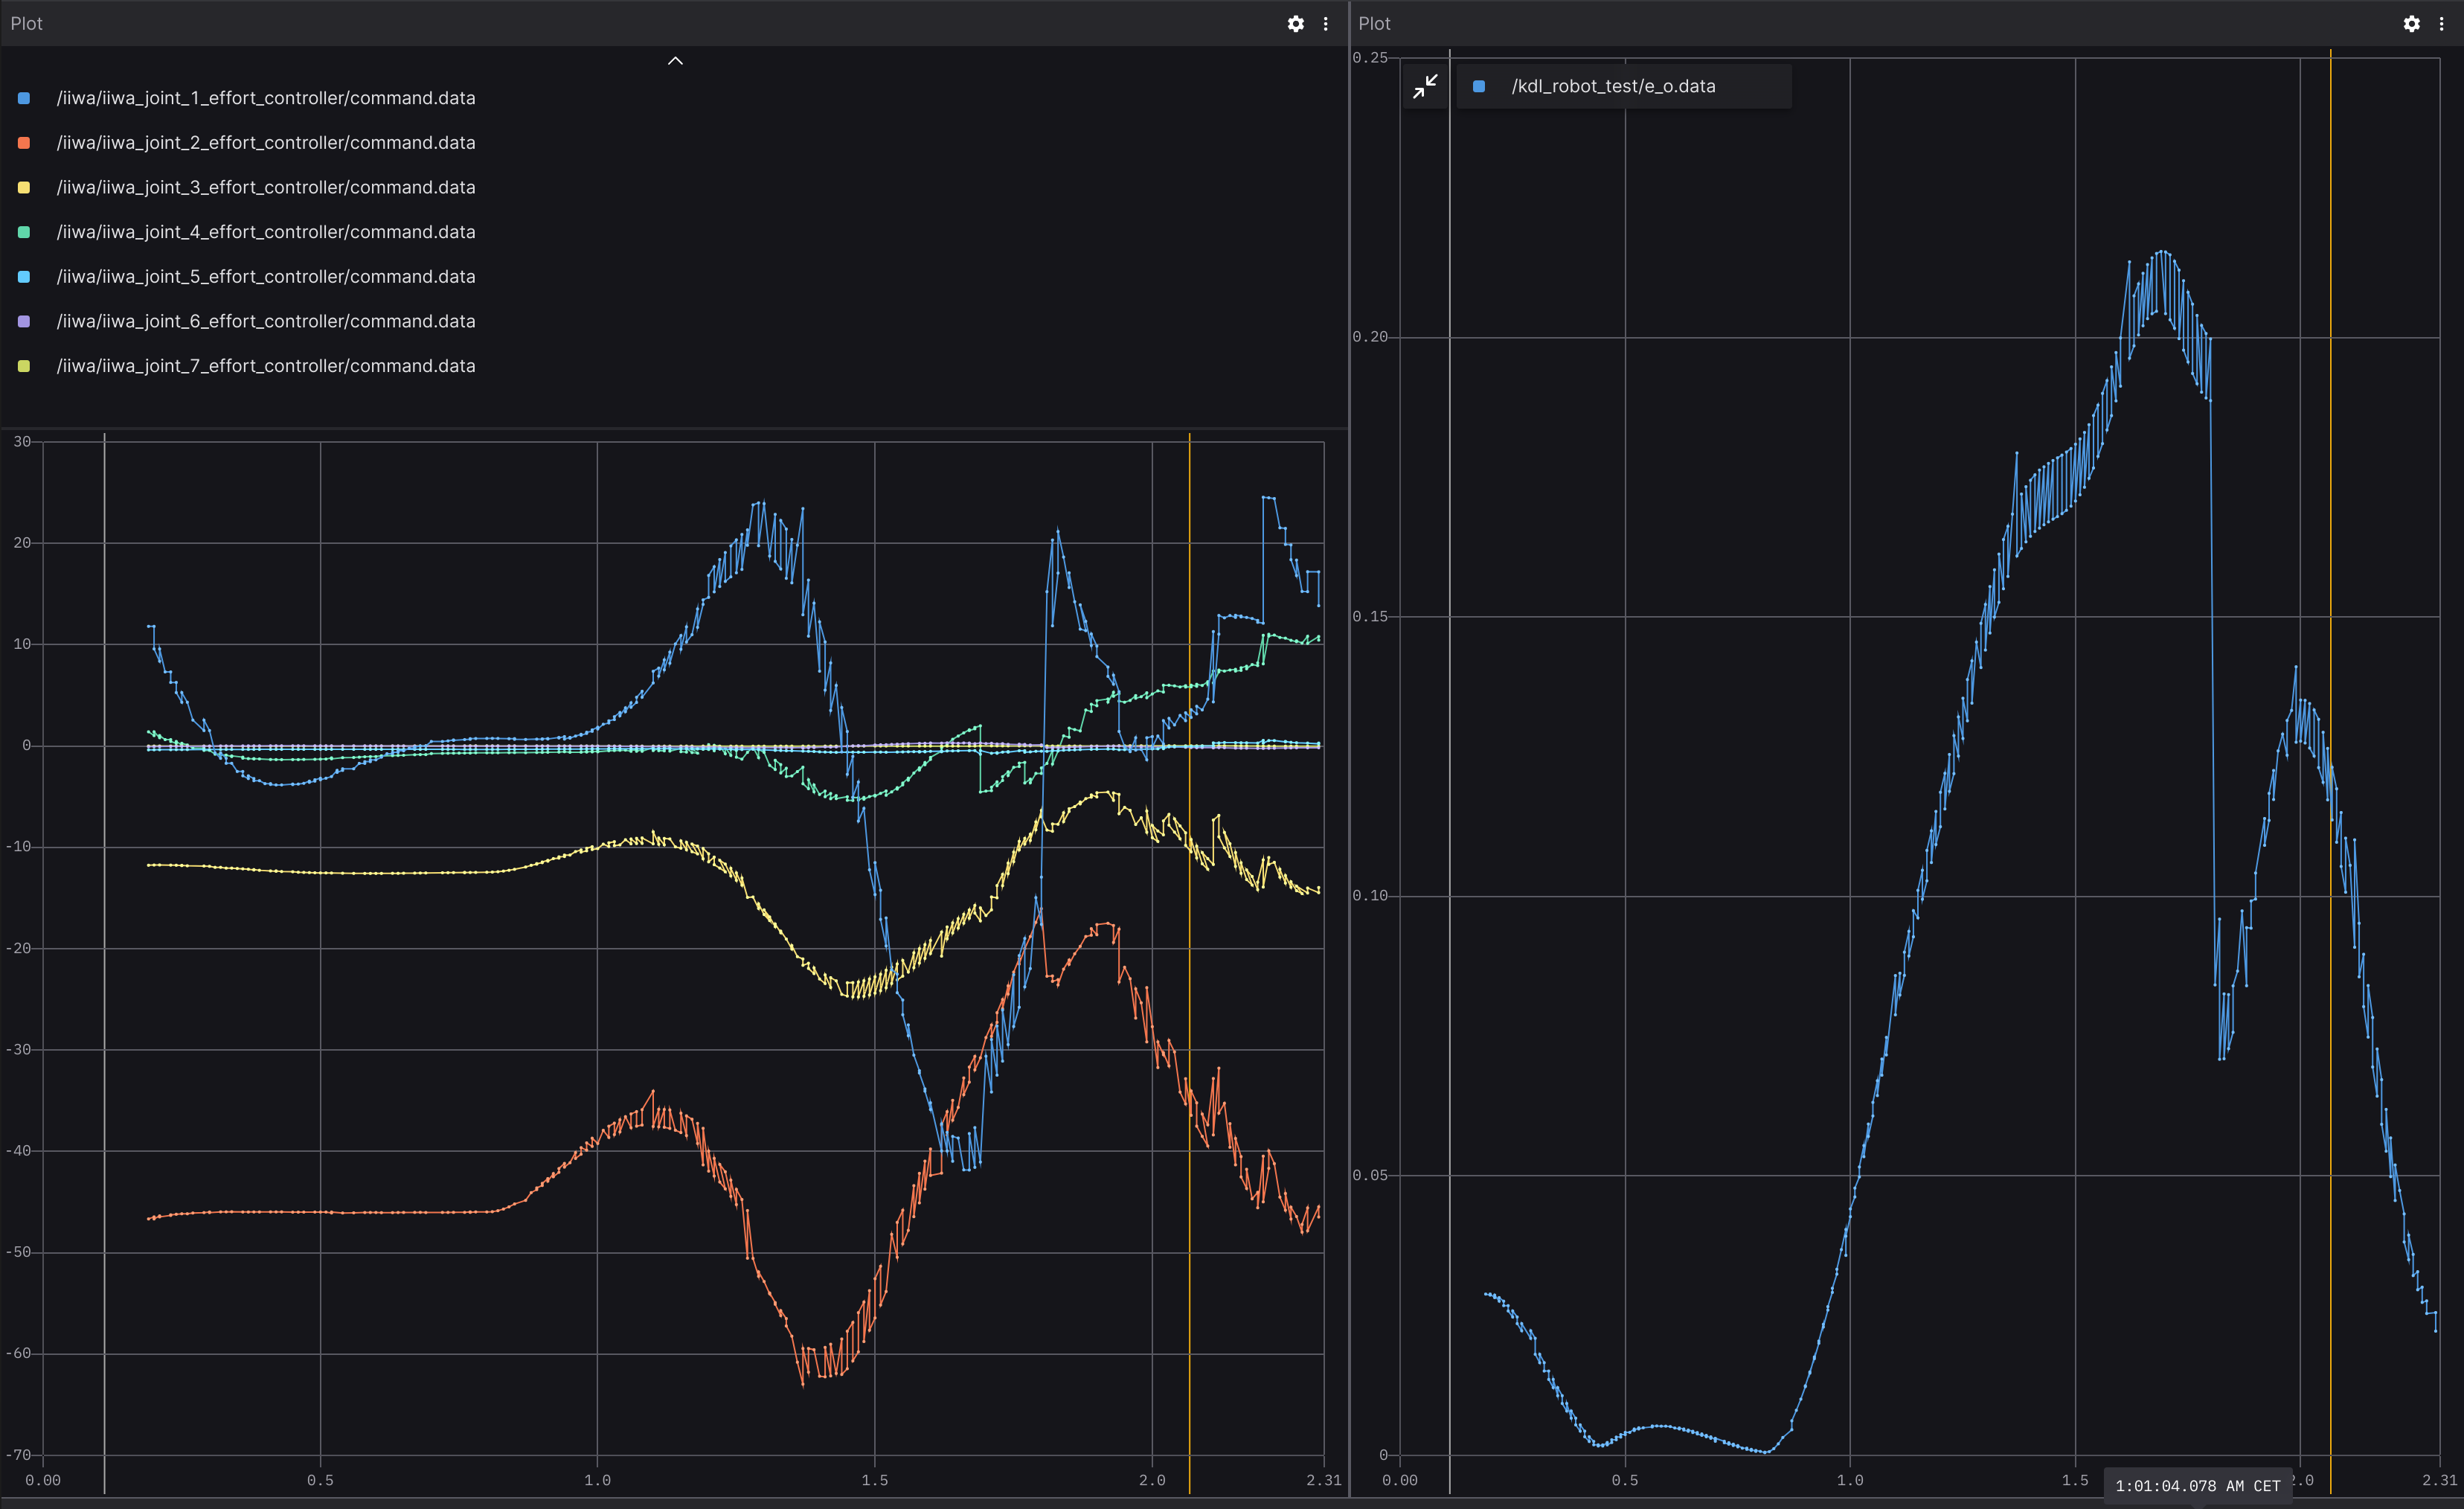 Plot
/iiwa/iiwa_joint_1_effort_controller/command.data
/iiwa/iiwa_joint_2_effort_controller/command.data
/iiwa/iiwa_joint_3_effort_controller/command.data
/iiwa/iiwa_joint_4_effort_controller/command.data
/iiwa/iiwa_joint_5_effort_controller/command.data
/iiwa/iiwa_joint_6_effort_controller/command.data
/iiwa/iiwa_joint_7_effort_controller/command.data
30
20
10
0
-10
-20
-30
-40
-50
-60
-70
0.00 0.5 1.0 1.5 2.0 2.31
Plot
/kdl_robot_test/e_o.data
0.25
0.20
0.15
0.10
0.05
0
0.00 0.5 1.0 1.5 2.0 2.31
1:01:04.078 AM CET